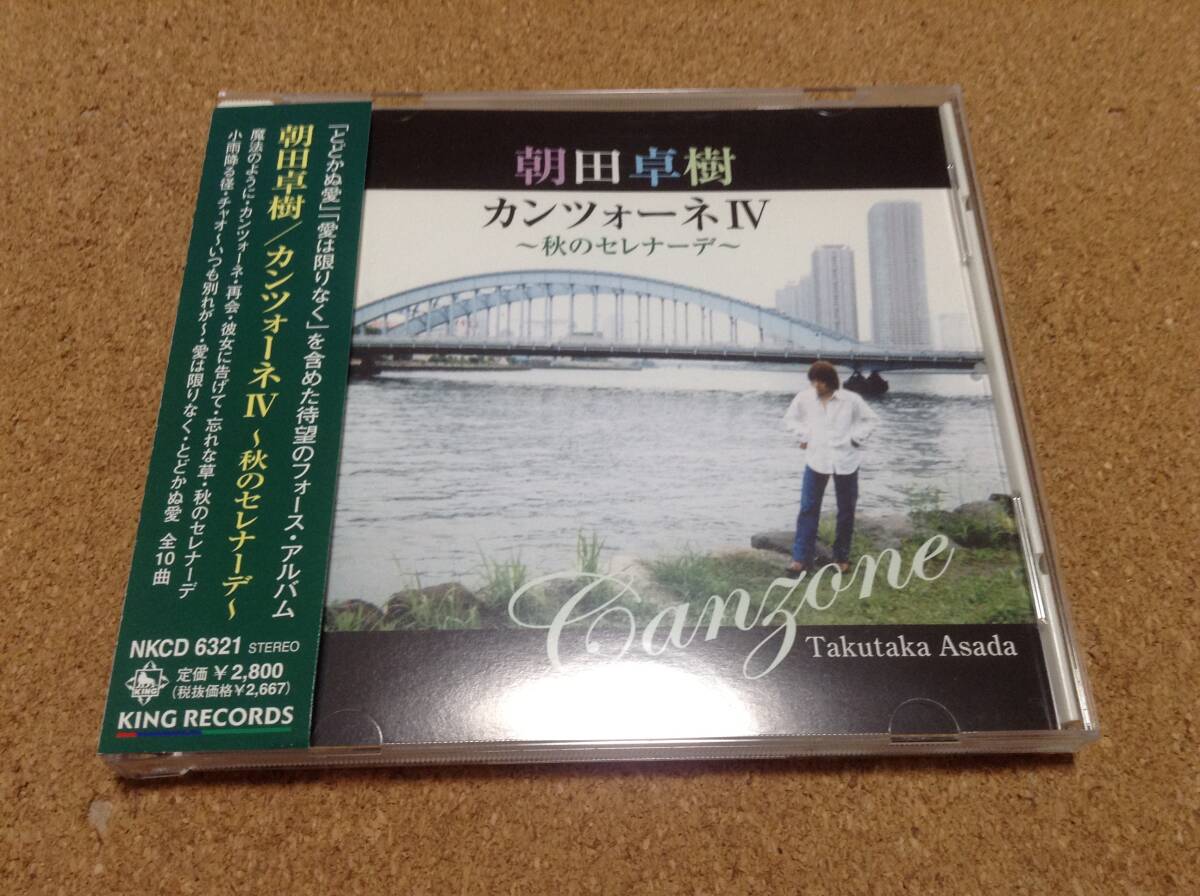 「とどかぬ愛」「愛は限りなく」を含めた待望のフォース・アルバム
朝田卓樹／カンツォーネⅣ ～秋のセレナーデ～
魔法のように・カンツォーネ・再会・彼女に告げて・忘れな草・秋のセレナーデ
小雨降る径・チャオ～いつも別れが～・愛は限りなく・とどかぬ愛 全10曲
NKCD 6321 STEREO
KING
定価 ￥2,800
(税抜価格￥2,667)
KING RECORDS
朝田卓樹
カンツォーネⅣ
～秋のセレナーデ～
Canzone
Takutaka Asada